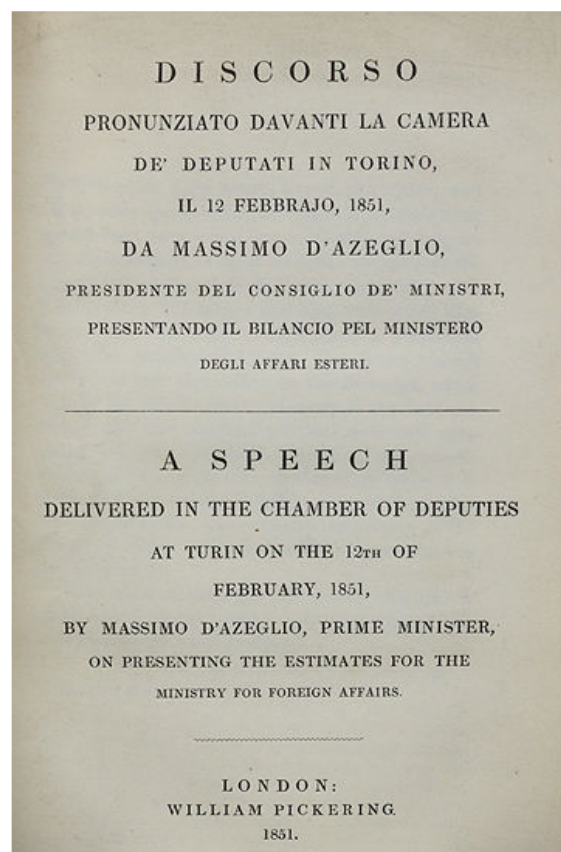 DISCORSO
PRONUNZIATO DAVANTI LA CAMERA
DE' DEPUTATI IN TORINO,
IL 12 FEBBRAJO, 1851,
DA MASSIMO D'AZEGLIO,
PRESIDENTE DEL CONSIGLIO DE' MINISTRI,
PRESENTANDO IL BILANCIO PEL MINISTERO
DEGLI AFFARI ESTERI.
A SPEECH
DELIVERED IN THE CHAMBER OF DEPUTIES
AT TURIN ON THE 12TH OF
FEBRUARY, 1851,
BY MASSIMO D'AZEGLIO, PRIME MINISTER,
ON PRESENTING THE ESTIMATES FOR THE
MINISTRY FOR FOREIGN AFFAIRS.
LONDON:
WILLIAM PICKERING.
1851.